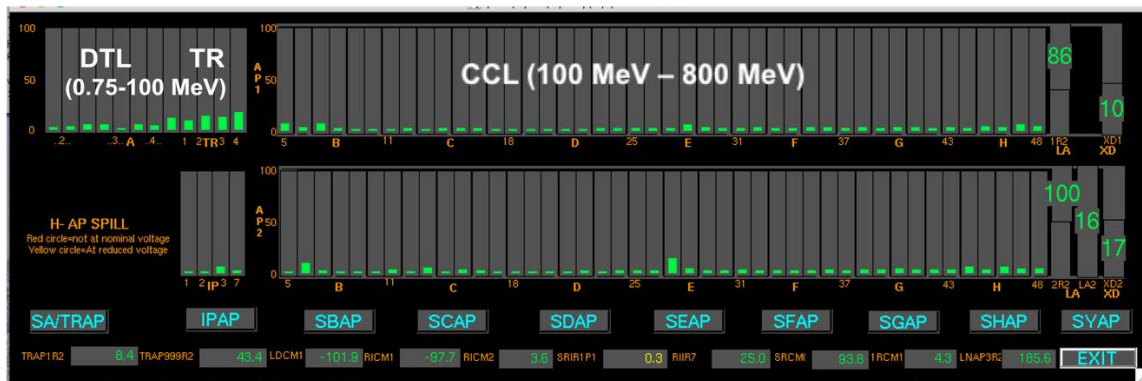 100
50
0
DTL TR
(0.75-100 MeV)
..2.. ..3.. A ..4.. 1 2 TR 3 4
AP1
100
50
0
CCL (100 MeV – 800 MeV)
5 B 11 C 18 D 25 E 31 F 37 G 43 H 48 1R2 XD1
LA XD
86
10
H- AP SPILL
Red circle=not at nominal voltage
Yellow circle=At reduced voltage
1 2 IP 3 7
AP2
100
50
0
5 B 11 C 18 D 25 E 31 F 37 G 43 H 48 2R2 LA2 XD2
LA XD
100
16
17
SA/TRAP IPAP SBAP SCAP SDAP SEAP SFAP SGAP SHAP SYAP
TRAP1R2 8.4 TRAP999R2 43.4 LDCM1 -101.9 RICM1 -97.7 RICM2 3.6 SRIR1P1 0.3 RIIR7 25.0 93.8 1RCM1 4.3 LNAP3R2 185.6 EXIT